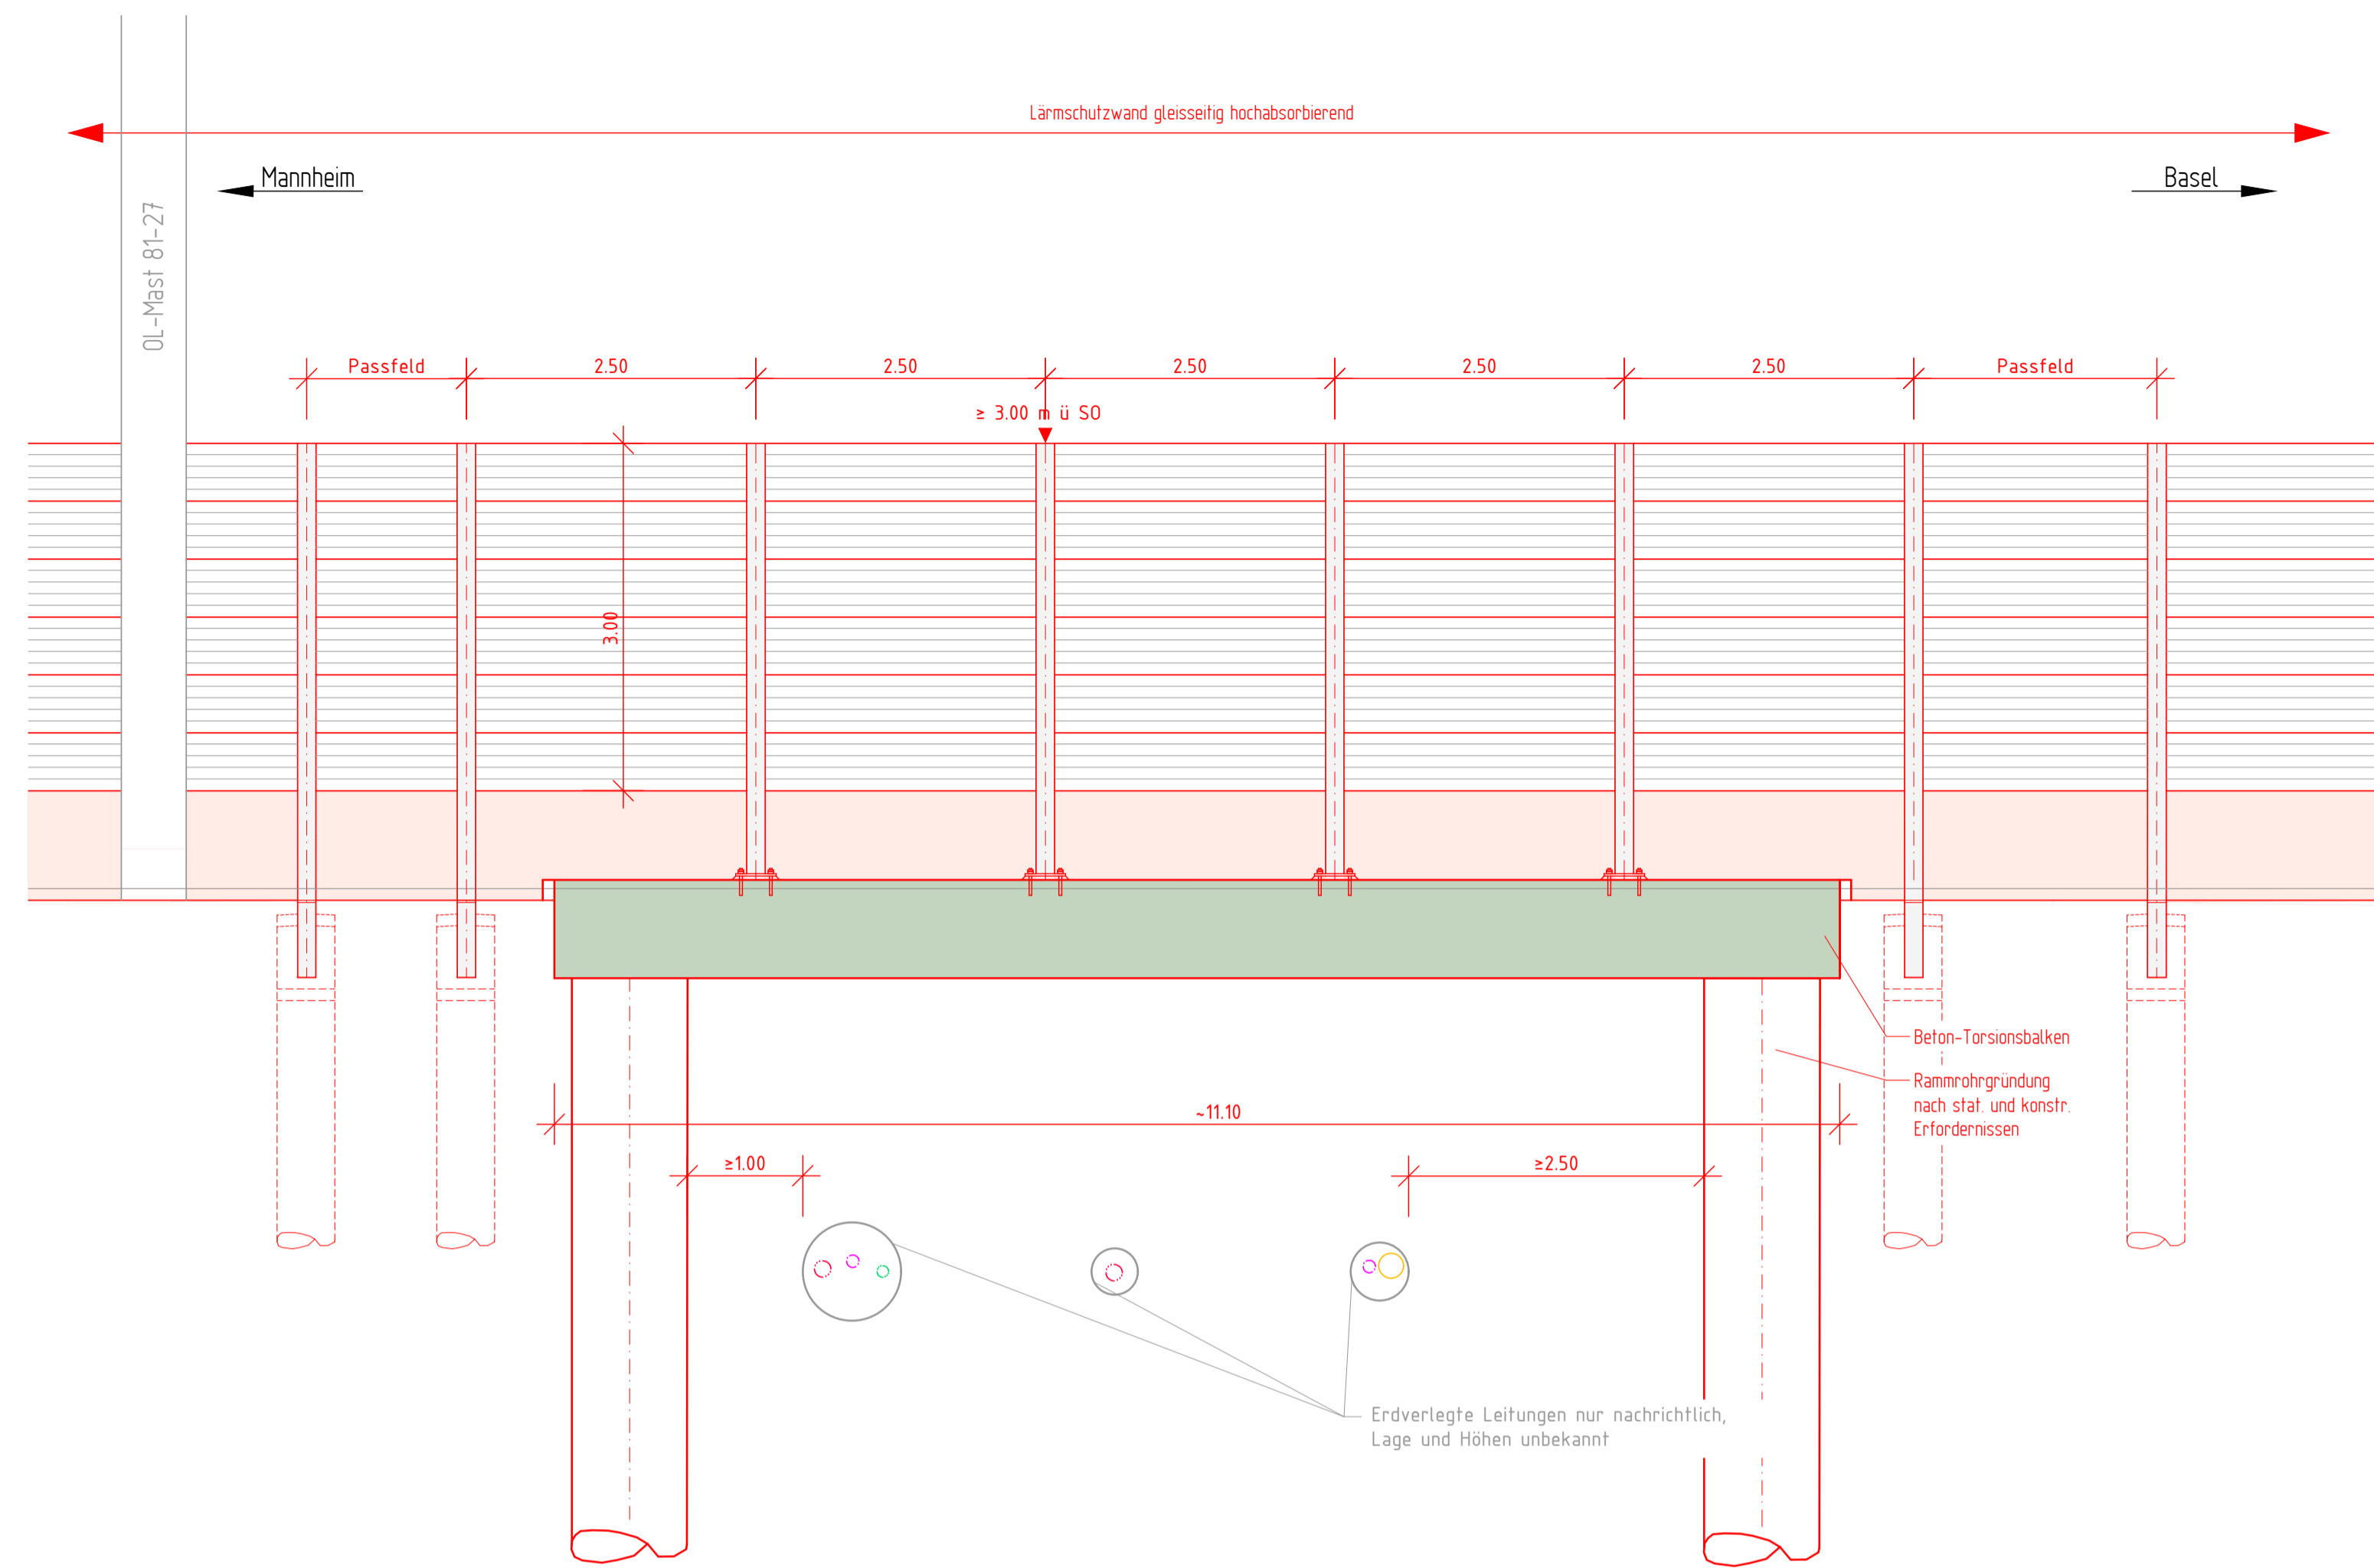 Lärmschutzwand gleisseitig hochabsorbierend
Mannheim
Basel
OL-Mast 81-27
Passfeld
2.50
2.50
2.50
2.50
2.50
Passfeld
≥ 3.00 m ü SO
3.00
Beton-Torsionsbalken
Rammrohrgründung
nach stat. und konstr.
Erfordernissen
~11.10
≥1.00
≥2.50
Erdverlegte Leitungen nur nachrichtlich,
Lage und Höhen unbekannt